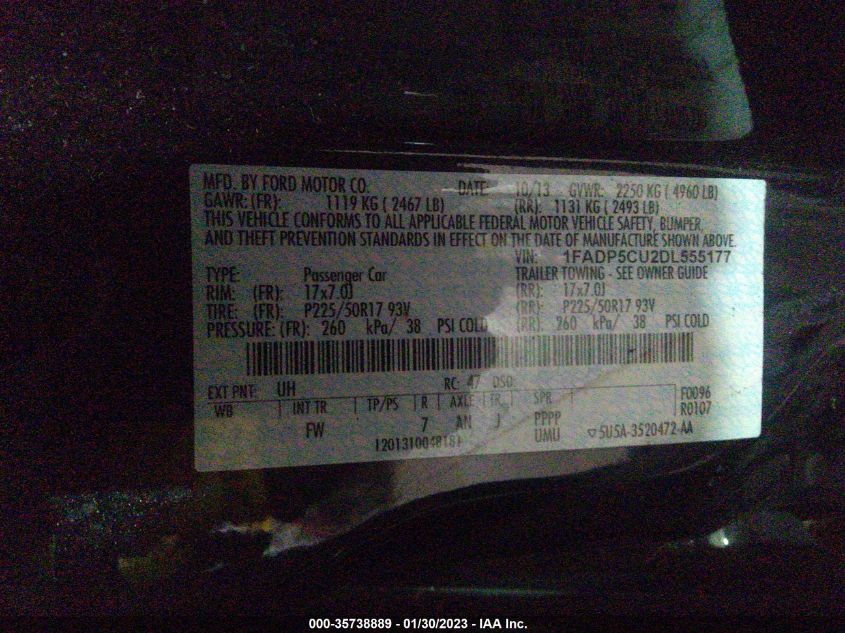 MFD. BY FORD MOTOR CO. DATE: 10/13 GVWR: 2250 KG ( 4960 LB)
GAWR: (FR): 1119 KG ( 2467 LB) (RR): 1131 KG ( 2493 LB)
THIS VEHICLE CONFORMS TO ALL APPLICABLE FEDERAL MOTOR VEHICLE SAFETY, BUMPER,
AND THEFT PREVENTION STANDARDS IN EFFECT ON THE DATE OF MANUFACTURE SHOWN ABOVE.
VIN: 1FADP5CU2DL555177
TYPE: Passenger Car TRAILER TOWING - SEE OWNER GUIDE
RIM: (FR): 17x7.0J (RR): 17x7.0J
TIRE: (FR): P225/50R17 93V (RR): P225/50R17 93V
PRESSURE: (FR): 260 kPa/ 38 PSI COLD (RR): 260 kPa/ 38 PSI COLD
EXT PNT: UH RC: 47 DSO:
WB INT TR TP/PS R AXLE FR SPR F0096
FW 7 AN J PPPP R0107
UMU 5U5A-3520472-AA
000-35738889 - 01/30/2023 - IAA Inc.